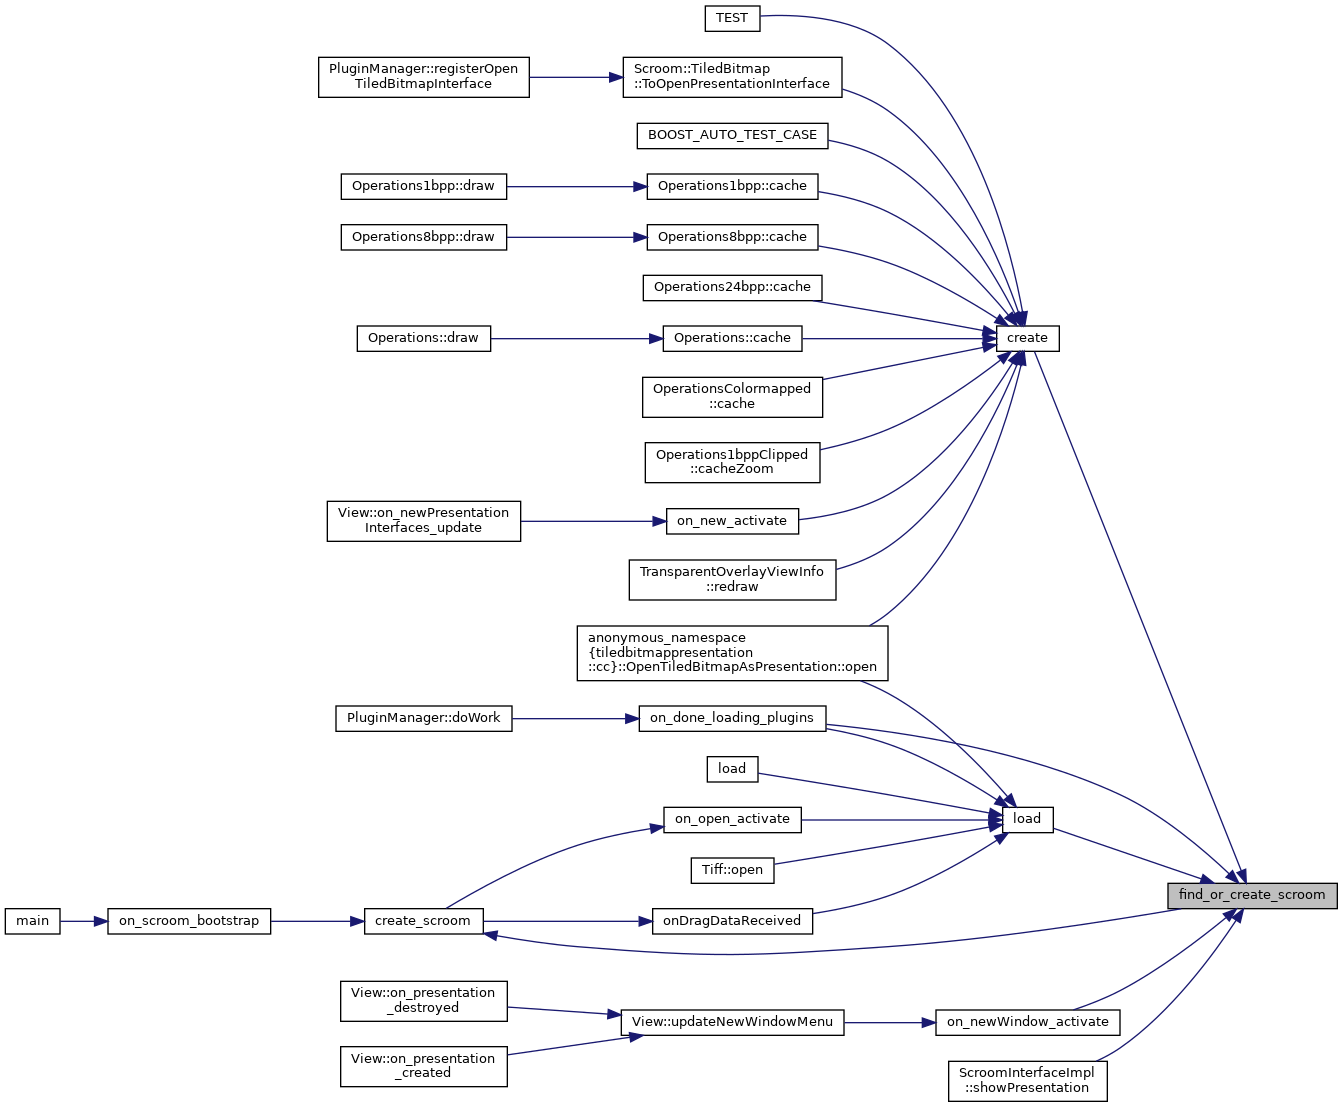 TEST
PluginManager::registerOpen
TiledBitmapInterface
Scroom::TiledBitmap
::ToOpenPresentationInterface
BOOST_AUTO_TEST_CASE
Operations1bpp::draw
Operations1bpp::cache
Operations8bpp::draw
Operations8bpp::cache
Operations24bpp::cache
Operations::draw
Operations::cache
create
OperationsColormapped
::cache
Operations1bppClipped
::cacheZoom
View::on_newPresentation
Interfaces_update
on_new_activate
TransparentOverlayViewInfo
::redraw
anonymous_namespace
{tiledbitmappresentation
::cc}::OpenTiledBitmapAsPresentation::open
PluginManager::doWork
on_done_loading_plugins
load
on_open_activate
load
Tiff::open
find_or_create_scroom
main
on_scroom_bootstrap
create_scroom
onDragDataReceived
View::on_presentation
_destroyed
View::updateNewWindowMenu
on_newWindow_activate
View::on_presentation
_created
ScroomInterfaceImpl
::showPresentation